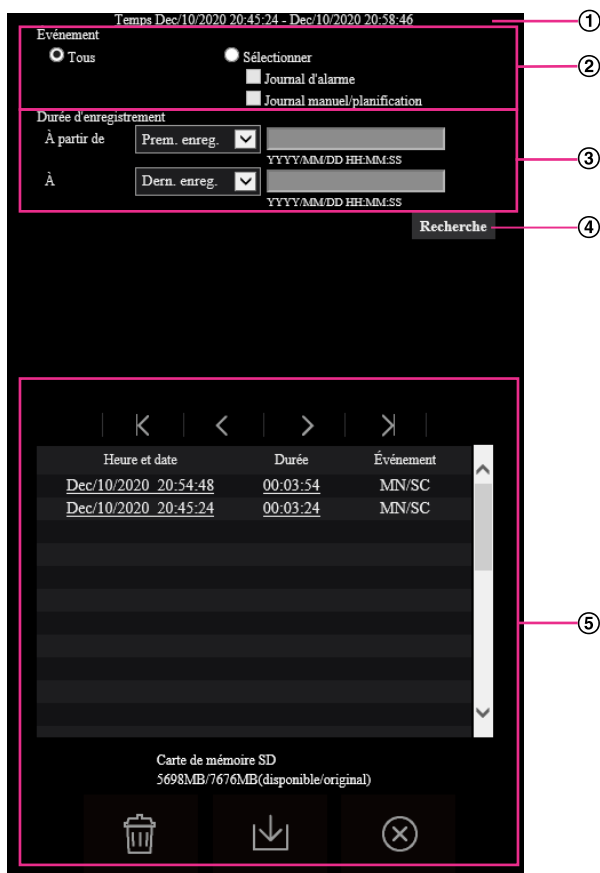 Temps Dec/10/2020 20:45:24 - Dec/10/2020 20:58:46
①
Événement
Tous
Sélectionner
②
Journal d'alarme
Journal manuel/planification
Durée d'enregistrement
À partir de
Prem. enreg.
YYYY/MM/DD HH:MM:SS
③
À
Dern. enreg.
YYYY/MM/DD HH:MM:SS
Recherche
④
Heure et date Durée Événement
Dec/10/2020 20:54:48 00:03:54 MN/SC
Dec/10/2020 20:45:24 00:03:24 MN/SC
⑤
Carte de mémoire SD
5698MB/7676MB(disponible/original)